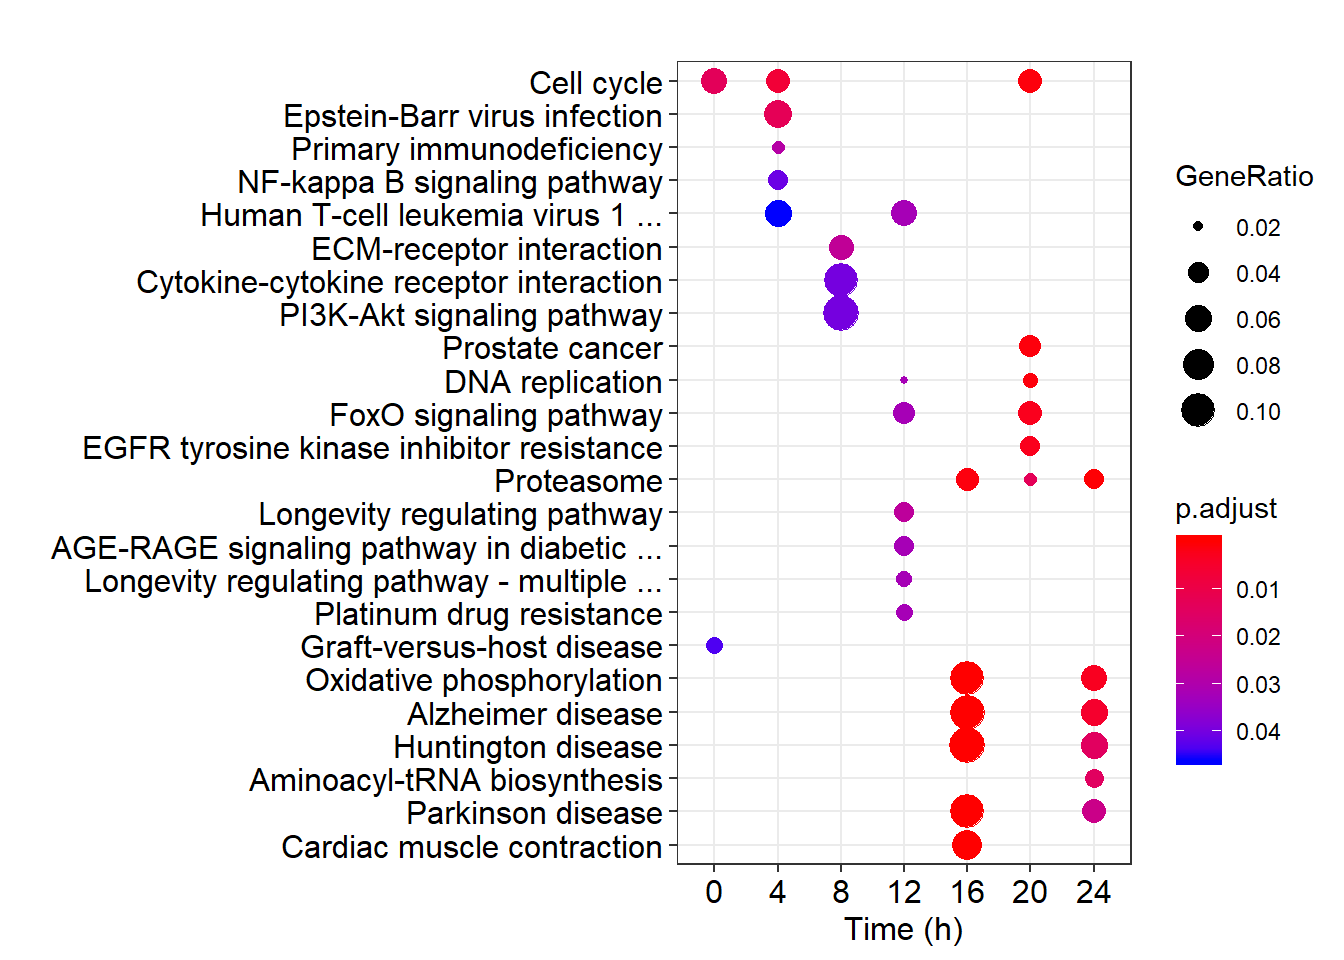 Cell cycle
Epstein-Barr virus infection
Primary immunodeficiency
NF-kappa B signaling pathway
Human T-cell leukemia virus 1 ...
ECM-receptor interaction
Cytokine-cytokine receptor interaction
PI3K-Akt signaling pathway
Prostate cancer
DNA replication
FoxO signaling pathway
EGFR tyrosine kinase inhibitor resistance
Proteasome
Longevity regulating pathway
AGE-RAGE signaling pathway in diabetic ...
Longevity regulating pathway - multiple ...
Platinum drug resistance
Graft-versus-host disease
Oxidative phosphorylation
Alzheimer disease
Huntington disease
Aminoacyl-tRNA biosynthesis
Parkinson disease
Cardiac muscle contraction
0 4 8 12 16 20 24
Time (h)
GeneRatio
0.02
0.04
0.06
0.08
0.10
p.adjust
0.01
0.02
0.03
0.04